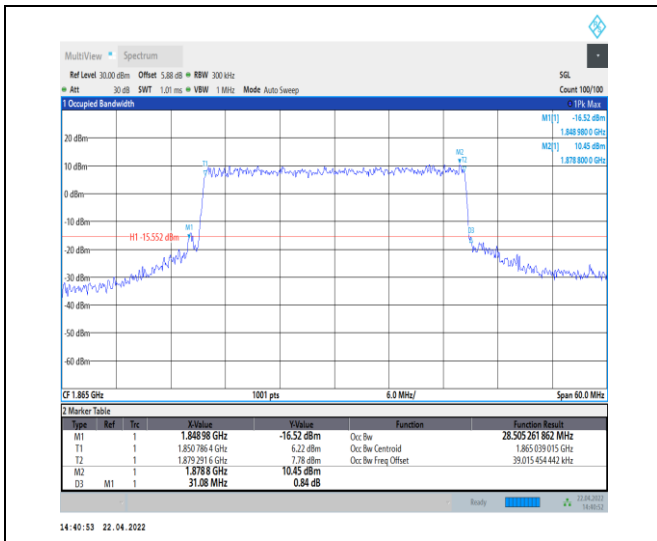 MultiView Spectrum
Ref Level 30.00 dBm Offset 5.88 dB RBW 300 kHz SGL
Att 30 dB SWT 1.01 ms VBW 1 MHz Mode Auto Sweep Count 100/100
1 Occupied Bandwidth 1Pk Max
M1[1] -16.52 dBm
1.848 980 0 GHz
M2[1] 10.45 dBm
1.878 800 0 GHz
20 dBm
M2
T1 T2
10 dBm
0 dBm
-10 dBm
M1 D3
H1 -15.552 dBm
-20 dBm
-30 dBm
-40 dBm
-50 dBm
-60 dBm
CF 1.865 GHz 1001 pts 6.0 MHz/ Span 60.0 MHz
2 Marker Table
Type Ref Trc X-Value Y-Value Function Function Result
M1 1 1.848 98 GHz -16.52 dBm Occ Bw 28.505 261 862 MHz
T1 1 1.850 786 4 GHz 6.22 dBm Occ Bw Centroid 1.865 039 015 GHz
T2 1 1.879 291 6 GHz 7.78 dBm Occ Bw Freq Offset 39.015 454 442 kHz
M2 1 1.878 8 GHz 10.45 dBm
D3 M1 1 31.08 MHz 0.84 dB
Ready 22.04.2022
14:40:52
14:40:53 22.04.2022